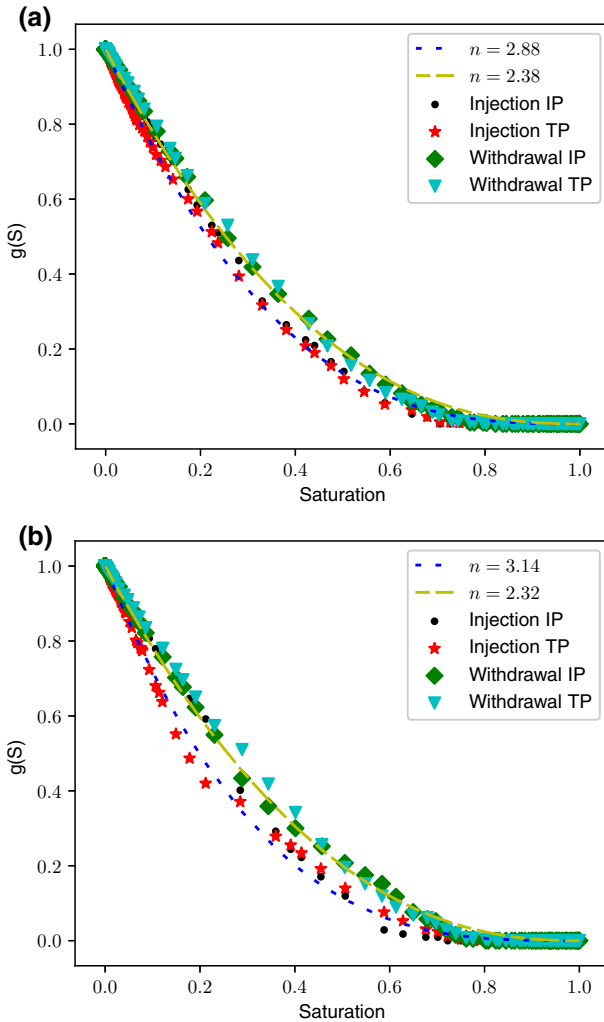 (a)
1.0
0.8
0.6
0.4
0.2
0.0
g(S)
0.0 0.2 0.4 0.6 0.8 1.0
Saturation
n = 2.88
n = 2.38
Injection IP
Injection TP
Withdrawal IP
Withdrawal TP
(b)
1.0
0.8
0.6
0.4
0.2
0.0
g(S)
0.0 0.2 0.4 0.6 0.8 1.0
Saturation
n = 3.14
n = 2.32
Injection IP
Injection TP
Withdrawal IP
Withdrawal TP